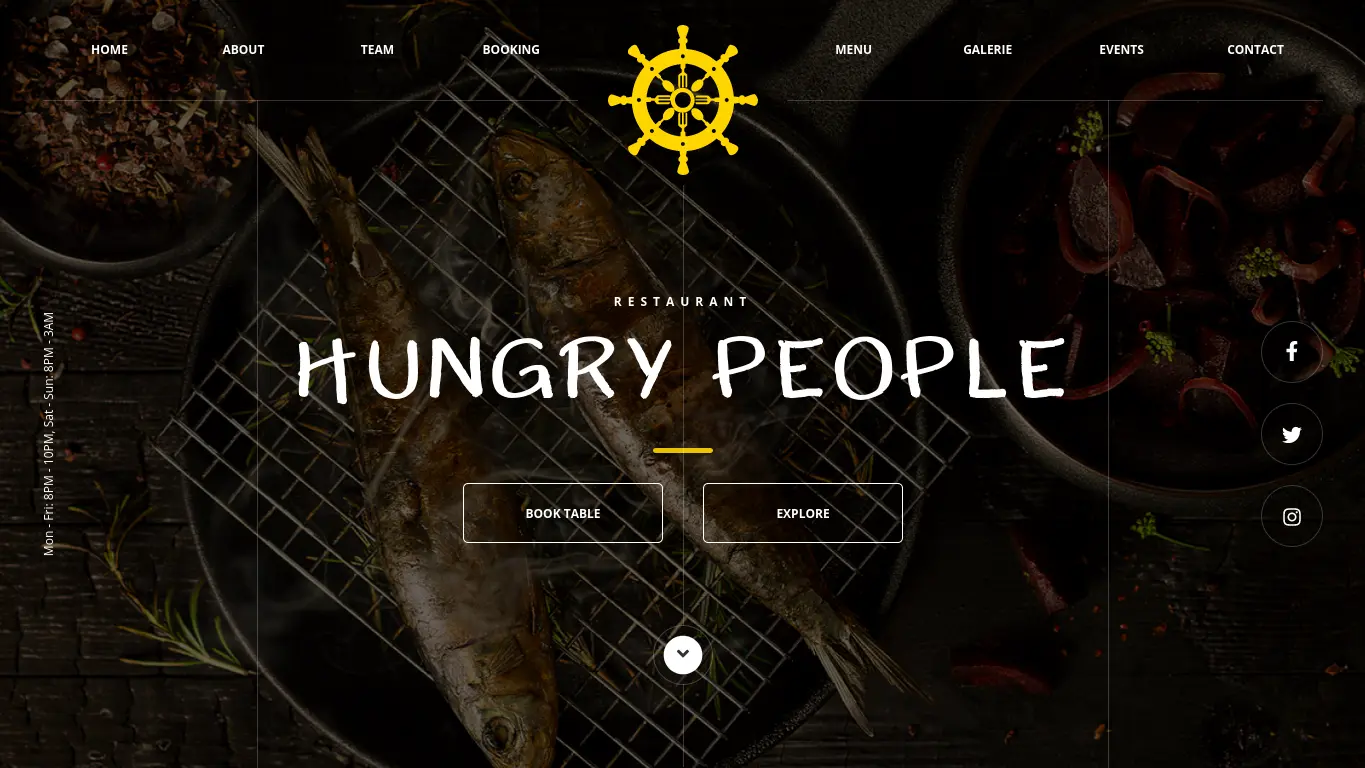 HOME
ABOUT
TEAM
BOOKING
MENU
GALERIE
EVENTS
CONTACT
RESTAURANT
HUNGRY PEOPLE
Mon - Fri: 8PM - 10PM, Sat - Sun: 8PM - 3AM
BOOK TABLE
EXPLORE